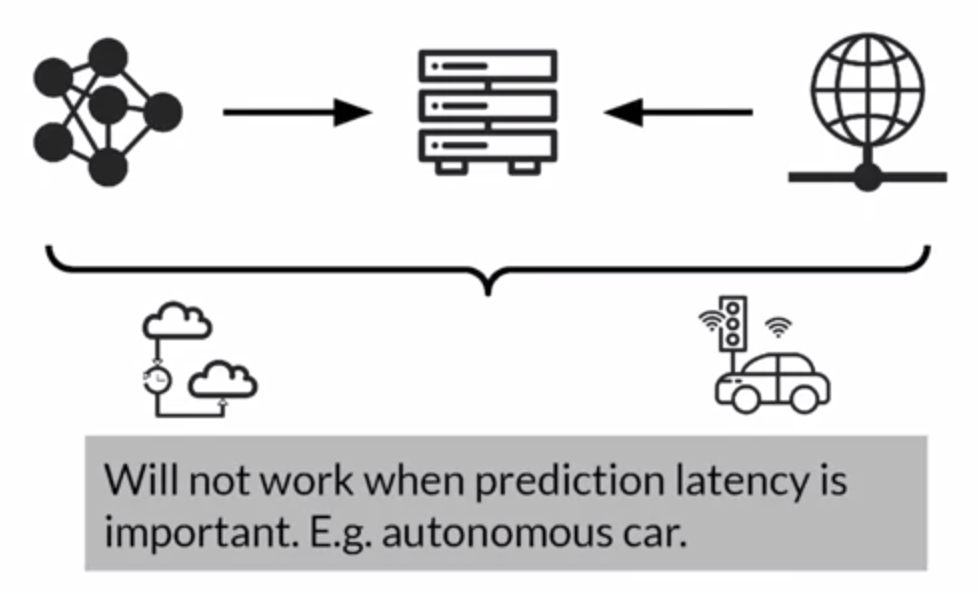 Will not work when prediction latency is
important. E.g. autonomous car.